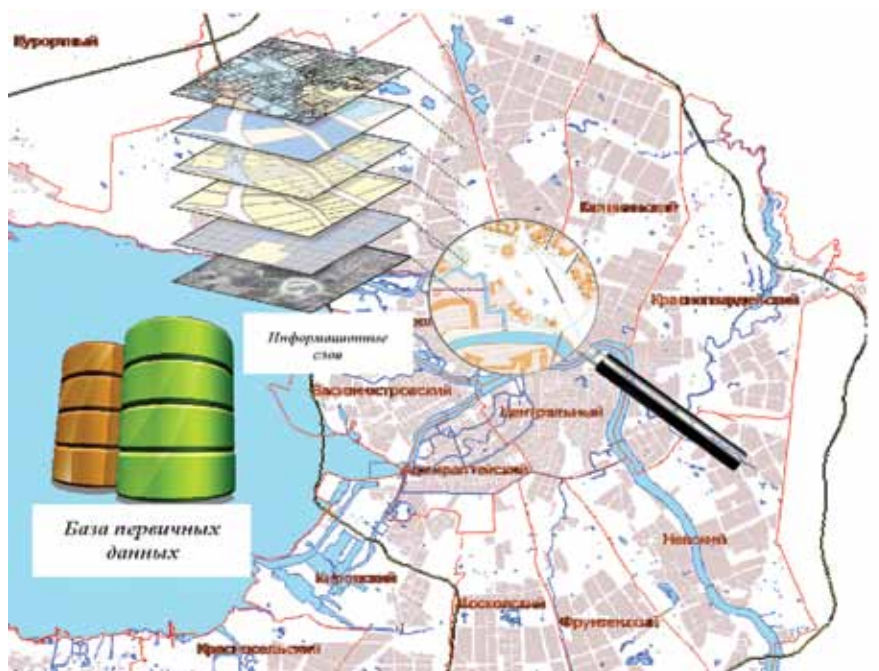 Курортный
Калининский
Красногвардейский
Информационные
слои
Василеостровский
Центральный
Адмиралтейский
База первичных
данных
Невский
Кировский
Московский
Фрунзенский
Красносельский